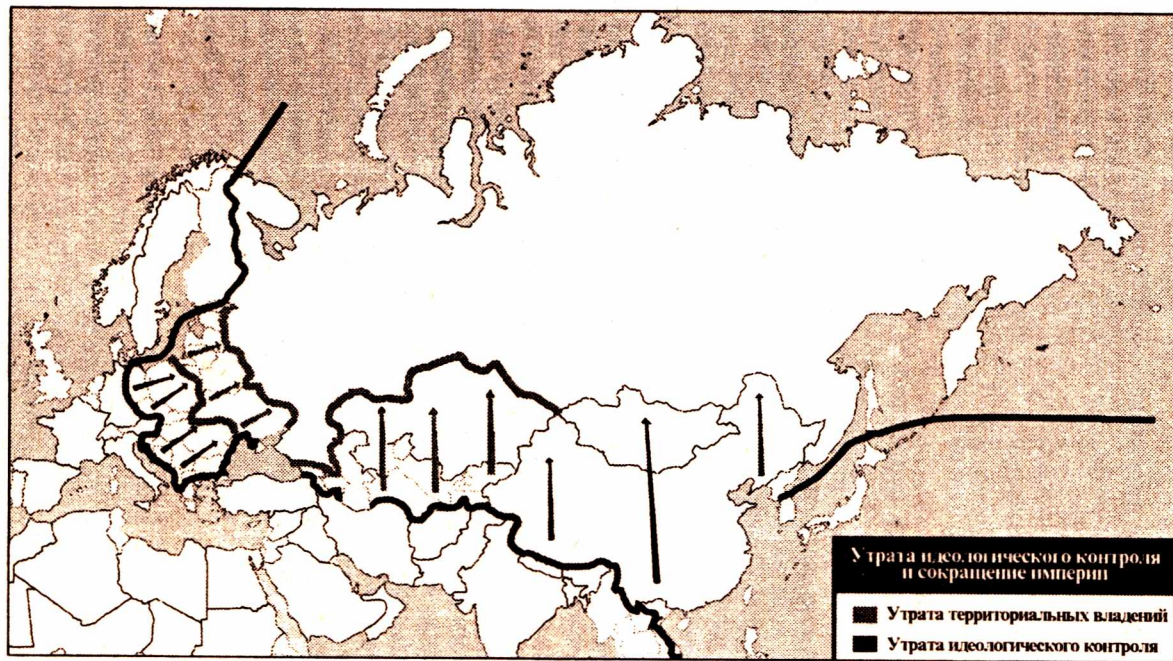 Утрата идеологического контроля
и сокращение империи
Утрата территориальных владений
Утрата идеологического контроля